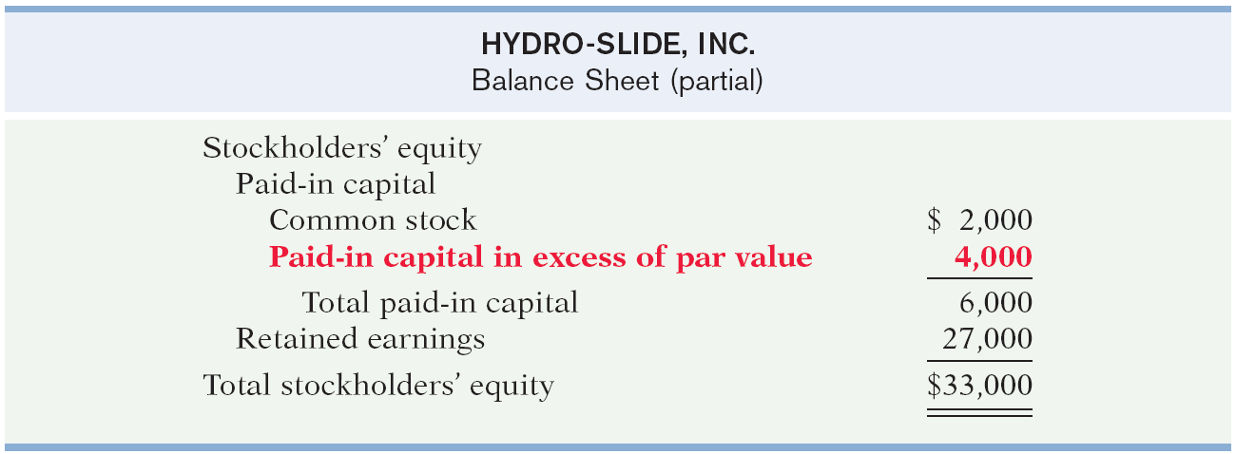 HYDRO-SLIDE, INC.
Balance Sheet (partial)
Stockholders’ equity
Paid-in capital
Common stock $ 2,000
Paid-in capital in excess of par value 4,000
Total paid-in capital 6,000
Retained earnings 27,000
Total stockholders’ equity $33,000